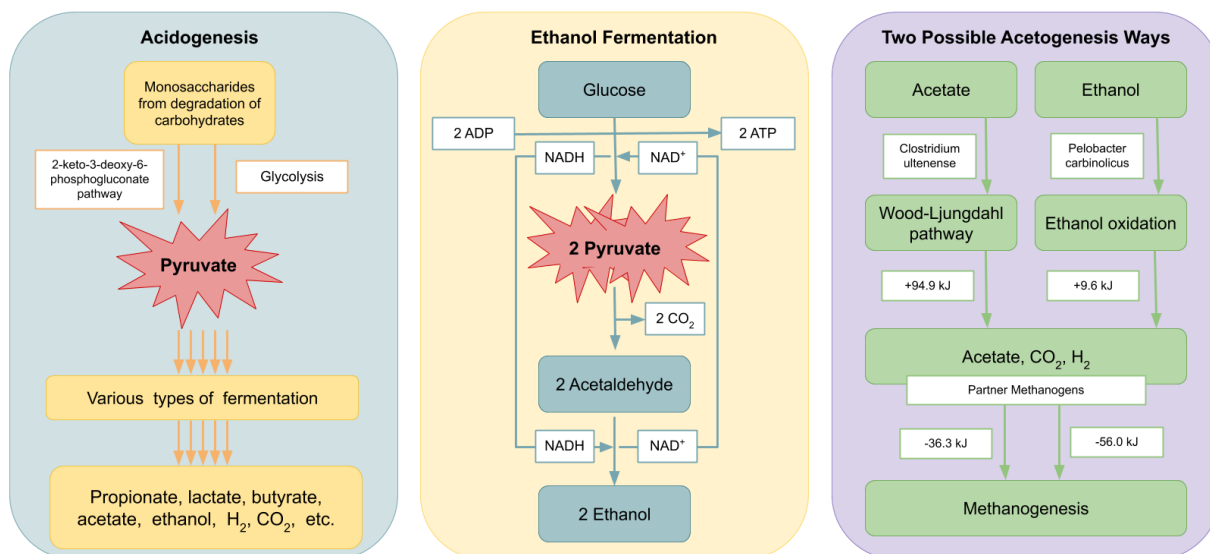 Acidogenesis
Monosaccharides
from degradation of
carbohydrates
2-keto-3-deoxy-6-
phosphogluconate
pathway
Glycolysis
Pyruvate
Various types of fermentation
Propionate, lactate, butyrate,
acetate, ethanol, H₂, CO₂, etc.
Ethanol Fermentation
Glucose
2 ADP
2 ATP
NADH
NAD⁺
2 Pyruvate
2 CO₂
2 Acetaldehyde
NADH
NAD⁺
2 Ethanol
Two Possible Acetogenesis Ways
Acetate
Ethanol
Clostridium
ultenense
Pelobacter
carbinolicus
Wood-Ljungdahl
pathway
Ethanol oxidation
+94.9 kJ
+9.6 kJ
Acetate, CO₂, H₂
Partner Methanogens
-36.3 kJ
-56.0 kJ
Methanogenesis